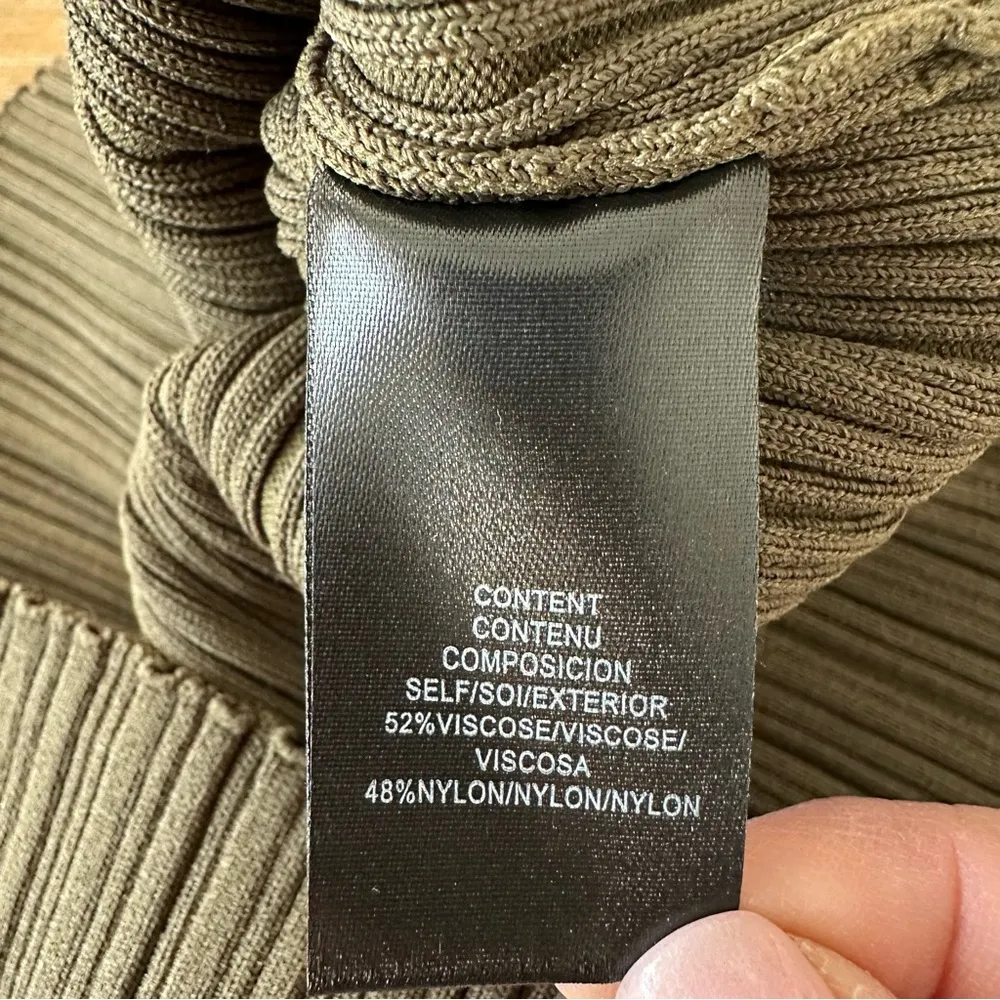 CONTENT
CONTENU
COMPOSICION
SELF/SOI/EXTERIOR
52%VISCOSE/VISCOSE/
VISCOSA
48%NYLON/NYLON/NYLON